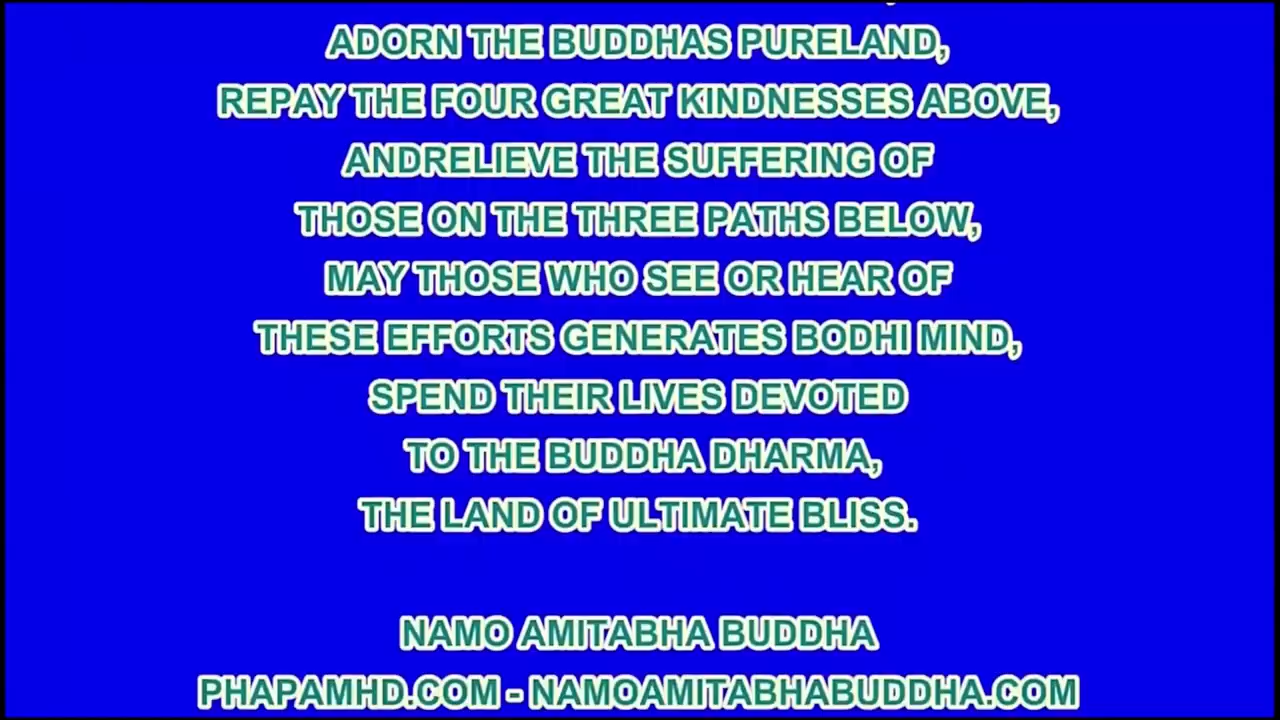 ADORN THE BUDDHAS PURELAND,
REPAY THE FOUR GREAT KINDNESSES ABOVE,
ANDRELIEVE THE SUFFERING OF
THOSE ON THE THREE PATHS BELOW,
MAY THOSE WHO SEE OR HEAR OF
THESE EFFORTS GENERATES BODHI MIND,
SPEND THEIR LIVES DEVOTED
TO THE BUDDHA DHARMA,
THE LAND OF ULTIMATE BLISS.
NAMO AMITABHA BUDDHA
PHAPAMHD.COM - NAMOAMITABHABUDDHA.COM